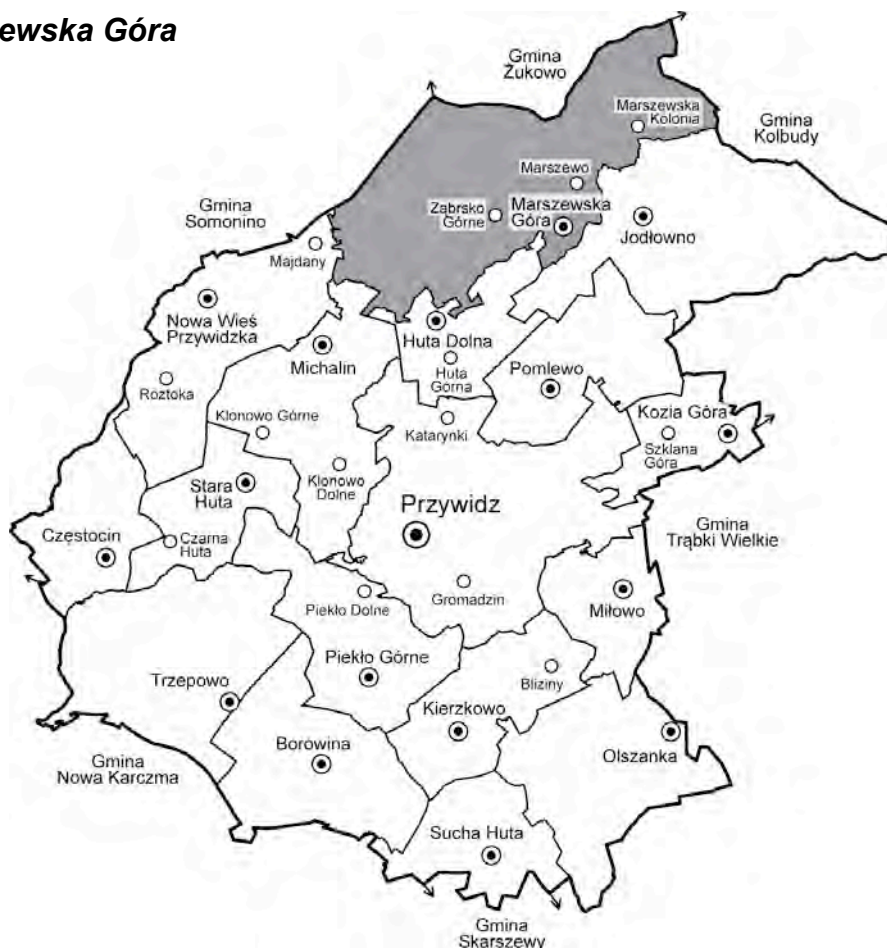 ewska Góra
Gmina
Żukowo
Marszewska
Kolonia
Gmina
Kolbudy
Marszewo
Gmina
Somonino
Ząbrsko
Górne
Marszewska
Góra
Jodłowno
Majdany
Nowa Wieś
Przywidzka
Huta Dolna
Michalin
Huta
Górna
Pomlewo
Roztoka
Kozia Góra
Klonowo Górne
Katarynki
Szklana
Góra
Stara
Huta
Klonowo
Dolne
Przywidz
Gmina
Trąbki Wielkie
Częstocin
Czarna
Huta
Piekło Dolne
Gromadzin
Miłowo
Piekło Górne
Bliziny
Trzepowo
Kierzkowo
Borówina
Olszanka
Gmina
Nowa Karczma
Sucha Huta
Gmina
Skarszewy